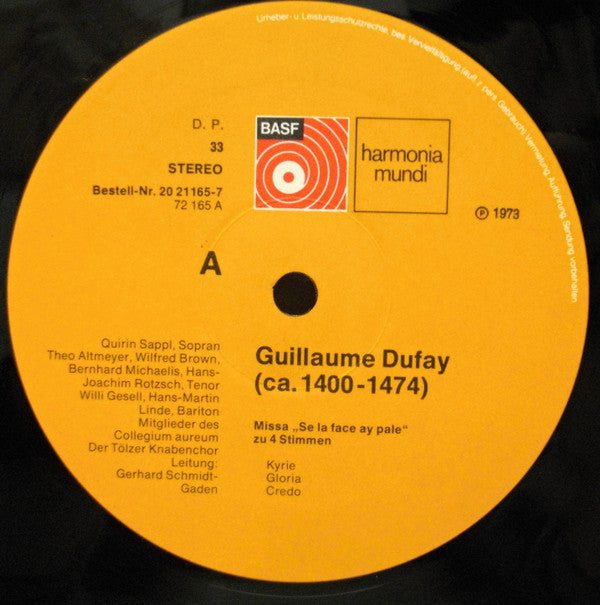 Urheber- u. Leistungsschutzrechte, bes. Vervielfältigung (auf z. pers. Gebrauch), Vermietung, Aufführung, Sendung vorbehalten
D. P.
33
STEREO
Bestell-Nr. 20 21165-7
72 165 A
BASF
harmonia
mundi
℗ 1973
A
Quirin Sappl, Sopran
Theo Altmeyer, Wilfred Brown,
Bernhard Michaelis, Hans-
Joachim Rotzsch, Tenor
Willi Gesell, Hans-Martin
Linde, Bariton
Mitglieder des
Collegium aureum
Der Tölzer Knabenchor
Leitung:
Gerhard Schmidt-
Gaden
Guillaume Dufay
(ca. 1400-1474)
Missa „Se la face ay pale“
zu 4 Stimmen
Kyrie
Gloria
Credo